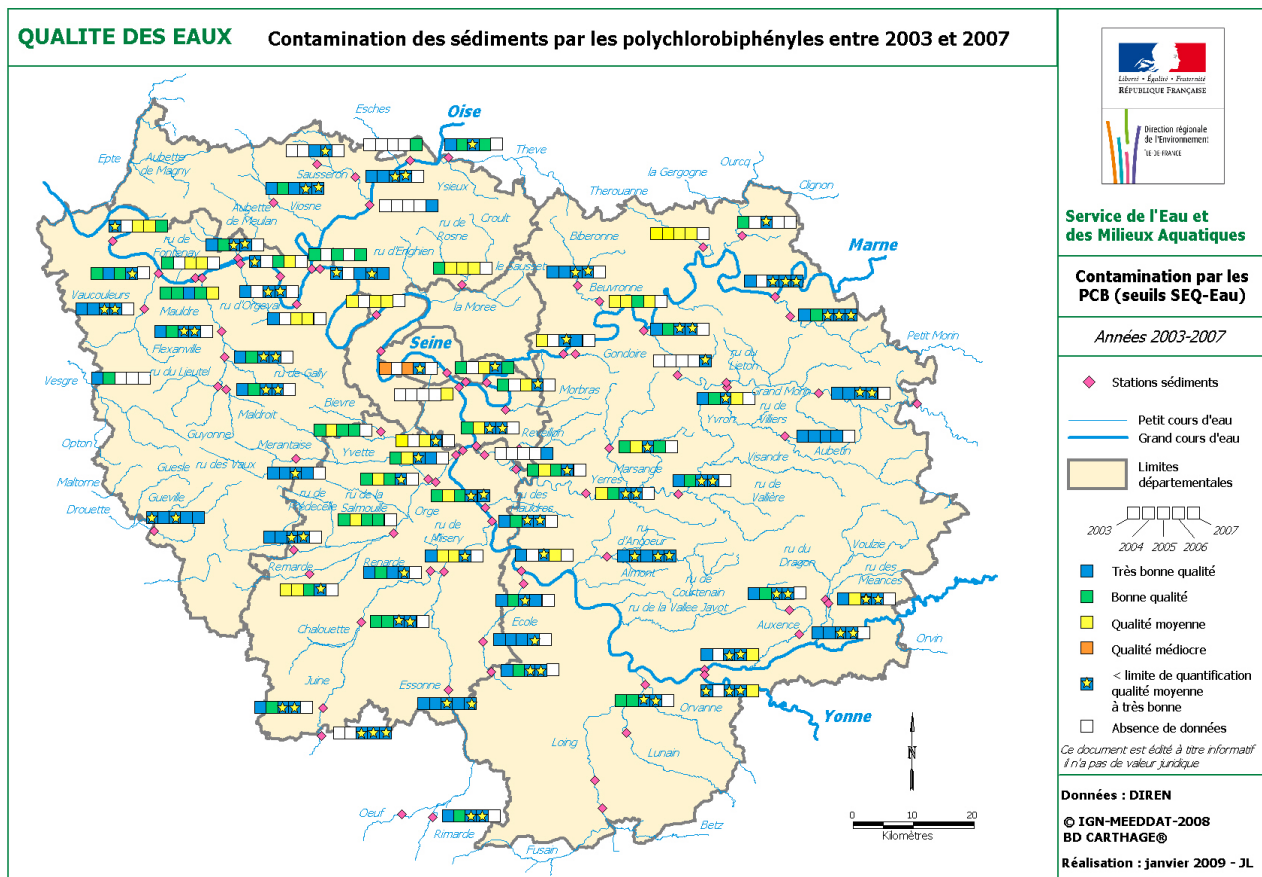 QUALITE DES EAUX Contamination des sédiments par les polychlorobiphényles entre 2003 et 2007
Liberté • Égalité • Fraternité
RÉPUBLIQUE FRANÇAISE
Direction régionale
de l'Environnement
ILE-DE-FRANCE
Service de l'Eau et
des Milieux Aquatiques
Contamination par les
PCB (seuils SEQ-Eau)
Années 2003-2007
Stations sédiments
Petit cours d'eau
Grand cours d'eau
Limites
départementales
2003
2004
2005
2006
2007
Très bonne qualité
Bonne qualité
Qualité moyenne
Qualité médiocre
< limite de quantification
qualité moyenne
à très bonne
Absence de données
Ce document est édité à titre informatif
il n'a pas de valeur juridique
Données : DIREN
© IGN-MEEDDAT-2008
BD CARTHAGE®
Réalisation : janvier 2009 - JL
Esches
Oise
Theve
Epte
Aubette
de Magny
Sausseron
Ysieux
Viosne
Aubette
de Meulan
ru de
Rosne
Croult
ru d'Enghien
le Sausset
la Moree
ru de
Fontenay
Vaucouleurs
Mauldre
ru d'Orgeval
Flexanville
ru du Lieutel
ru de Gally
Vesgre
Maldroit
Opton
Guyonne
Merantaise
Bievre
Yvette
Guesle
ru des Vaux
Maltorne
Gueville
Drouette
ru de
Prédecelle
ru de la
Salmouille
Orge
Remarde
Renarde
ru de
Misery
Chalouette
Juine
Essonne
Ecole
Oeuf
Rimarde
Fusain
Betz
Loing
Lunain
Orvanne
Yonne
Orvin
Seine
Marne
Ourcq
la Gergogne
Clignon
Therouanne
Biberonne
Beuvronne
Gondoire
Morbras
Reveillon
Petit Morin
ru du
Lieton
Grand Morin
Yvron
ru de
Villiers
Aubetin
Visandre
Marsange
Yerres
ru de
Vallière
ru des
Hauldres
ru
d'Ancoeur
Almont
ru de
Courtenain
ru de la Vallee Javot
ru du
Dragon
Voulzie
ru des
Meances
Auxence
N
0 10 20
Kilomètres